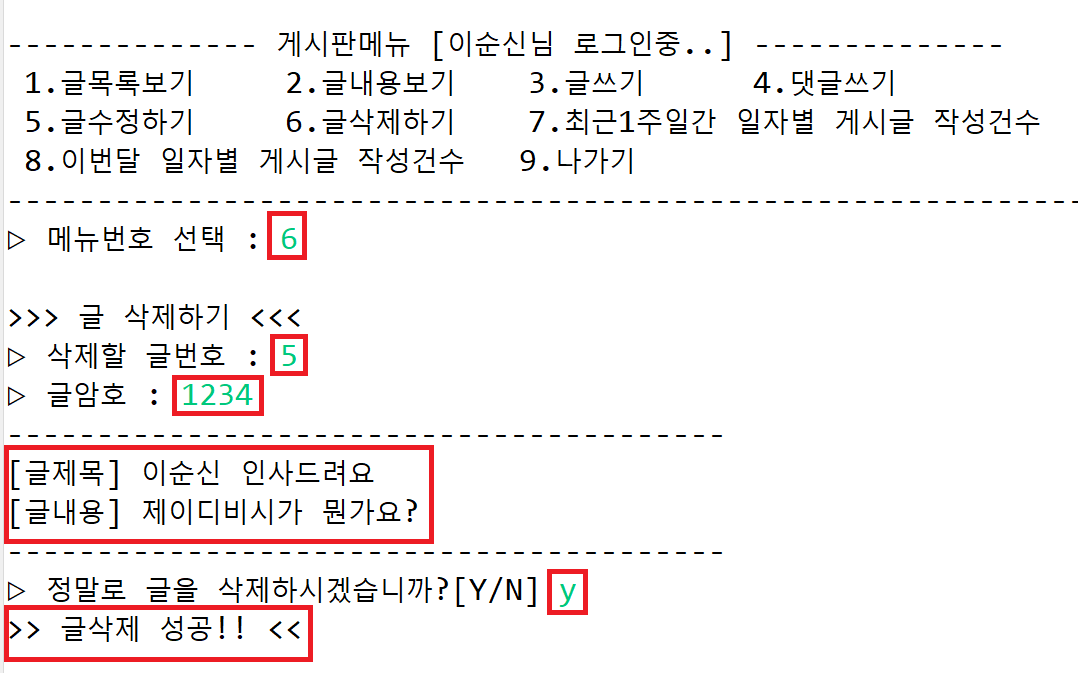 -------------- 게시판메뉴 [이순신님 로그인중..] --------------
1.글목록보기 2.글내용보기 3.글쓰기 4.댓글쓰기
5.글수정하기 6.글삭제하기 7.최근1주일간 일자별 게시글 작성건수
8.이번달 일자별 게시글 작성건수 9.나가기
------------------------------------------------------------
▷ 메뉴번호 선택 : 6
>>> 글 삭제하기 <<<
▷ 삭제할 글번호 : 5
▷ 글암호 : 1234
----------------------------------------
[글제목] 이순신 인사드려요
[글내용] 제이디비시가 뭔가요?
----------------------------------------
▷ 정말로 글을 삭제하시겠습니까?[Y/N] y
>> 글삭제 성공!! <<